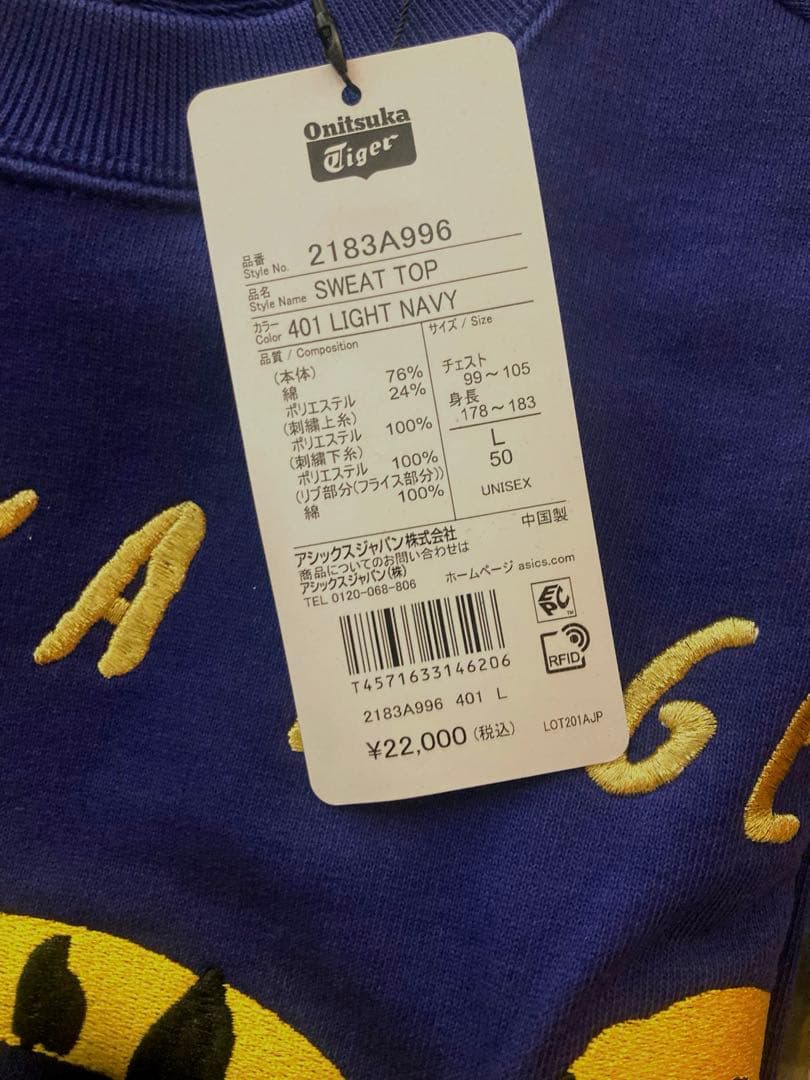 Onitsuka
Tiger
品番
Style No. 2183A996
品名
Style Name SWEAT TOP
カラー
Color 401 LIGHT NAVY
品質 / Composition
(本体)
綿 76%
ポリエステル 24%
(刺繍上糸)
ポリエステル 100%
(刺繍下糸)
ポリエステル 100%
(リブ部分(フライス部分))
綿 100%
サイズ / Size
チェスト
99～105
身長
178～183
L
50
UNISEX
中国製
アシックスジャパン株式会社
商品についてのお問い合わせは
アシックスジャパン(株)
TEL 0120-068-806 ホームページ asics.com
EPC
TM
RFID
T4571633146206
2183A996 401 L
¥22,000 (税込)
LOT201AJP
A
G